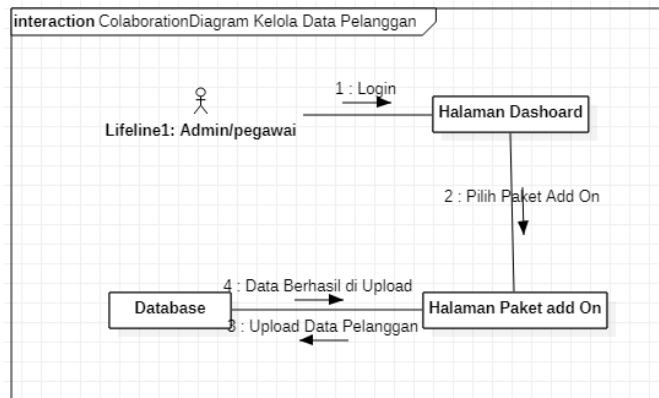 interaction ColaborationDiagram Kelola Data Pelanggan
1 : Login
Lifeline1: Admin/pegawai
Halaman Dashoard
2 : Pilih Paket Add On
4 : Data Berhasil di Upload
Database
Halaman Paket add On
3 : Upload Data Pelanggan